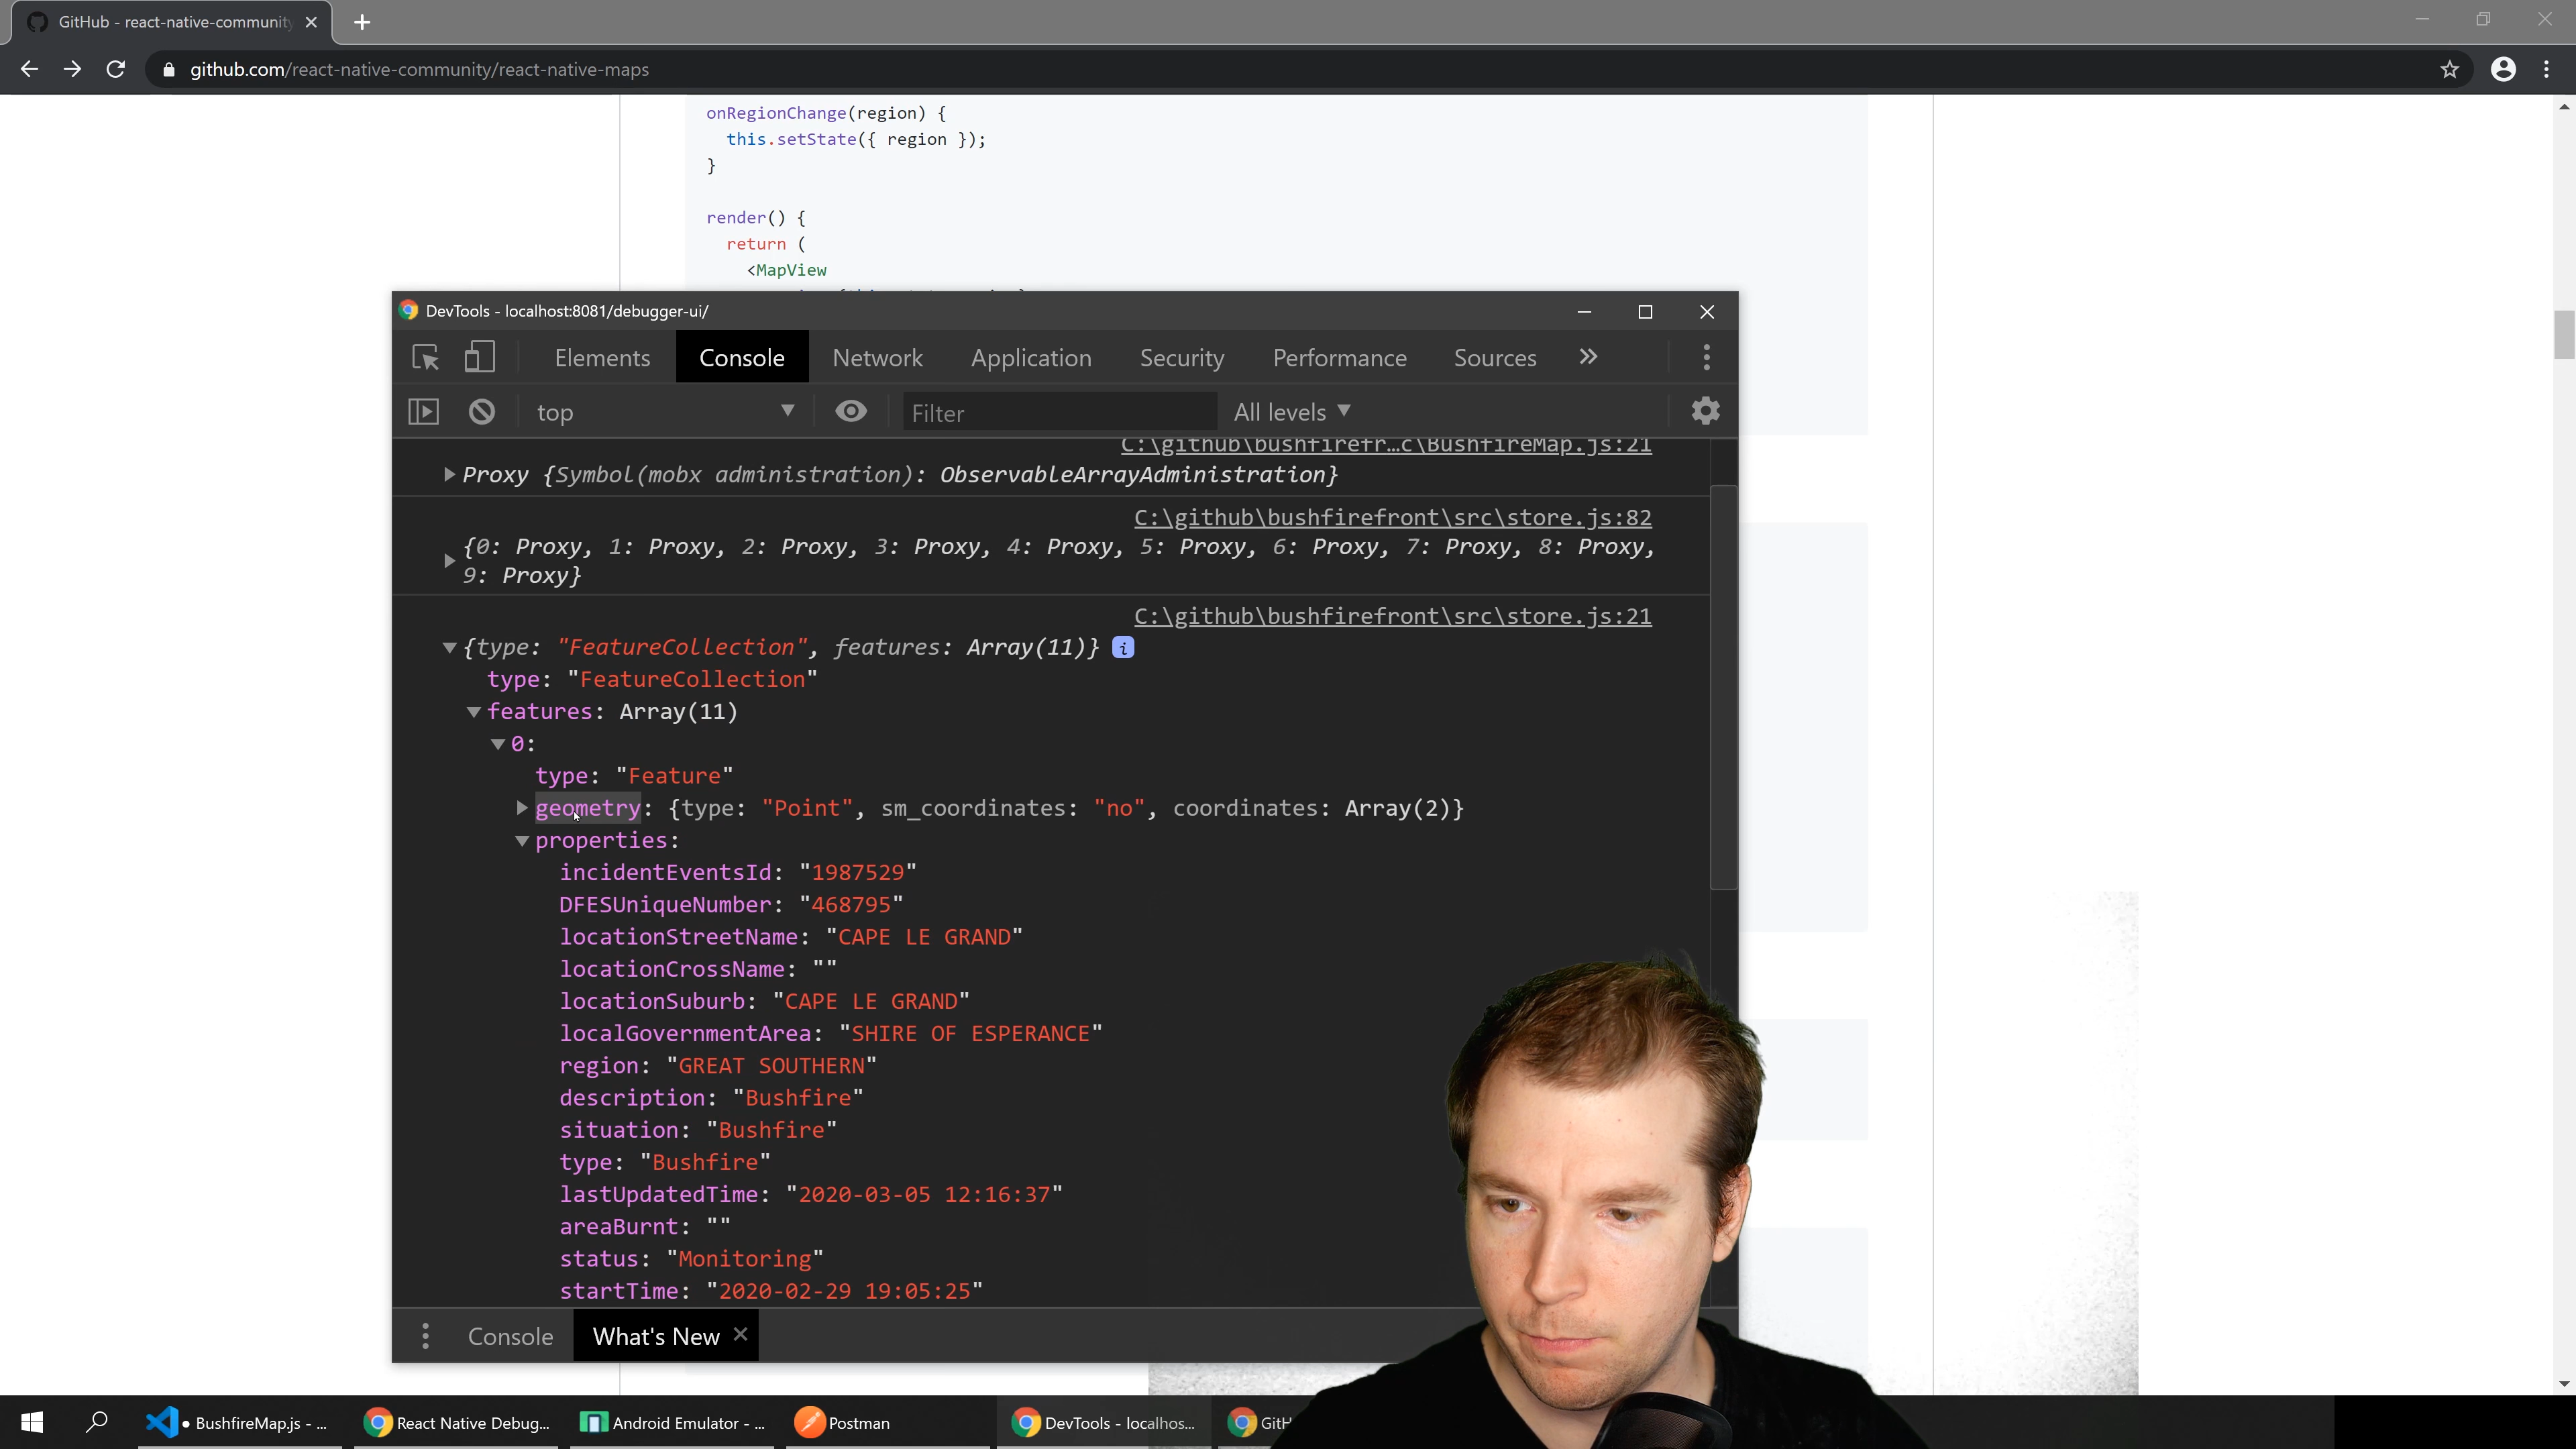 GitHub - react-native-community
github.com/react-native-community/react-native-maps
onRegionChange(region) {
this.setState({ region });
}
render() {
return (
<MapView
DevTools - localhost:8081/debugger-ui/
Elements Console Network Application Security Performance Sources »
top Filter All levels
C:\github\bushfirefr…c\BushfireMap.js:21
Proxy {Symbol(mobx administration): ObservableArrayAdministration}
C:\github\bushfirefront\src\store.js:82
{0: Proxy, 1: Proxy, 2: Proxy, 3: Proxy, 4: Proxy, 5: Proxy, 6: Proxy, 7: Proxy, 8: Proxy,
9: Proxy}
C:\github\bushfirefront\src\store.js:21
{type: "FeatureCollection", features: Array(11)} i
type: "FeatureCollection"
features: Array(11)
0:
type: "Feature"
geometry: {type: "Point", sm_coordinates: "no", coordinates: Array(2)}
properties:
incidentEventsId: "1987529"
DFESUniqueNumber: "468795"
locationStreetName: "CAPE LE GRAND"
locationCrossName: ""
locationSuburb: "CAPE LE GRAND"
localGovernmentArea: "SHIRE OF ESPERANCE"
region: "GREAT SOUTHERN"
description: "Bushfire"
situation: "Bushfire"
type: "Bushfire"
lastUpdatedTime: "2020-03-05 12:16:37"
areaBurnt: ""
status: "Monitoring"
startTime: "2020-02-29 19:05:25"
Console What's New
● BushfireMap.js - ... React Native Debug... Android Emulator - ... Postman DevTools - localhos... GitH